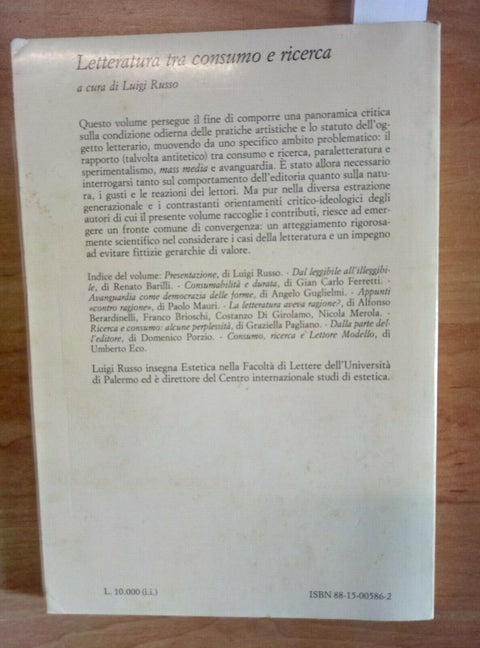 Letteratura tra consumo e ricerca
a cura di Luigi Russo
Questo volume persegue il fine di comporre una panoramica critica
sulla condizione odierna delle pratiche artistiche e lo statuto dell'og-
getto letterario, muovendo da uno specifico ambito problematico: il
rapporto (talvolta antitetico) tra consumo e ricerca, paraletteratura e
sperimentalismo, mass media e avanguardia. È stato allora necessario
interrogarsi tanto sul comportamento dell'editoria quanto sulla natu-
ra, i gusti e le reazioni dei lettori. Ma pur nella diversa estrazione
generazionale e i contrastanti orientamenti critico-ideologici degli
autori di cui il presente volume raccoglie i contributi, riesce ad emer-
gere un fronte comune di convergenza: un atteggiamento rigorosa-
mente scientifico nel considerare i casi della letteratura e un impegno
ad evitare fittizie gerarchie di valore.
Indice del volume: Presentazione, di Luigi Russo. - Dal leggibile all'illeggibi-
le, di Renato Barilli. - Consumabilità e durata, di Gian Carlo Ferretti. -
Avanguardia come democrazia delle forme, di Angelo Guglielmi. - Appunti
«contro ragione», di Paolo Mauri. - La letteratura aveva ragione?, di Alfonso
Berardinelli, Franco Brioschi, Costanzo Di Girolamo, Nicola Merola. -
Ricerca e consumo: alcune perplessità, di Graziella Pagliano. - Dalla parte del-
l'editore, di Domenico Porzio. - Consumo, ricerca e Lettore Modello, di
Umberto Eco.
Luigi Russo insegna Estetica nella Facoltà di Lettere dell'Università
di Palermo ed è direttore del Centro internazionale studi di estetica.
L. 10.000 (i.i.)
ISBN 88-15-00586-2